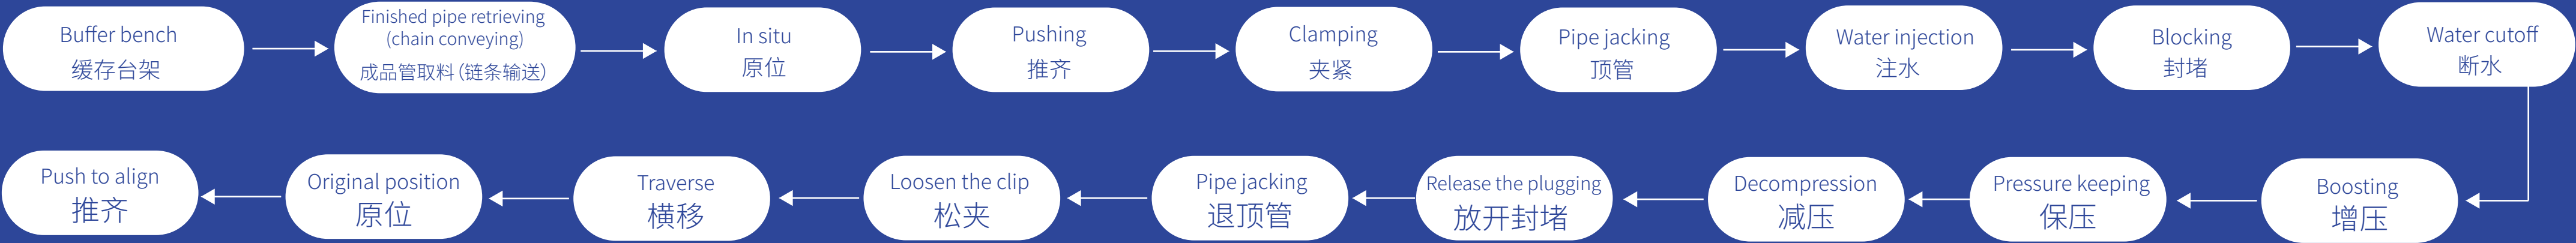 Buffer bench
缓存台架
Finished pipe retrieving
(chain conveying)
成品管取料(链条输送)
In situ
原位
Pushing
推齐
Clamping
夹紧
Pipe jacking
顶管
Water injection
注水
Blocking
封堵
Water cutoff
断水
Boosting
增压
Pressure keeping
保压
Decompression
减压
Release the plugging
放开封堵
Pipe jacking
退顶管
Loosen the clip
松夹
Traverse
横移
Original position
原位
Push to align
推齐